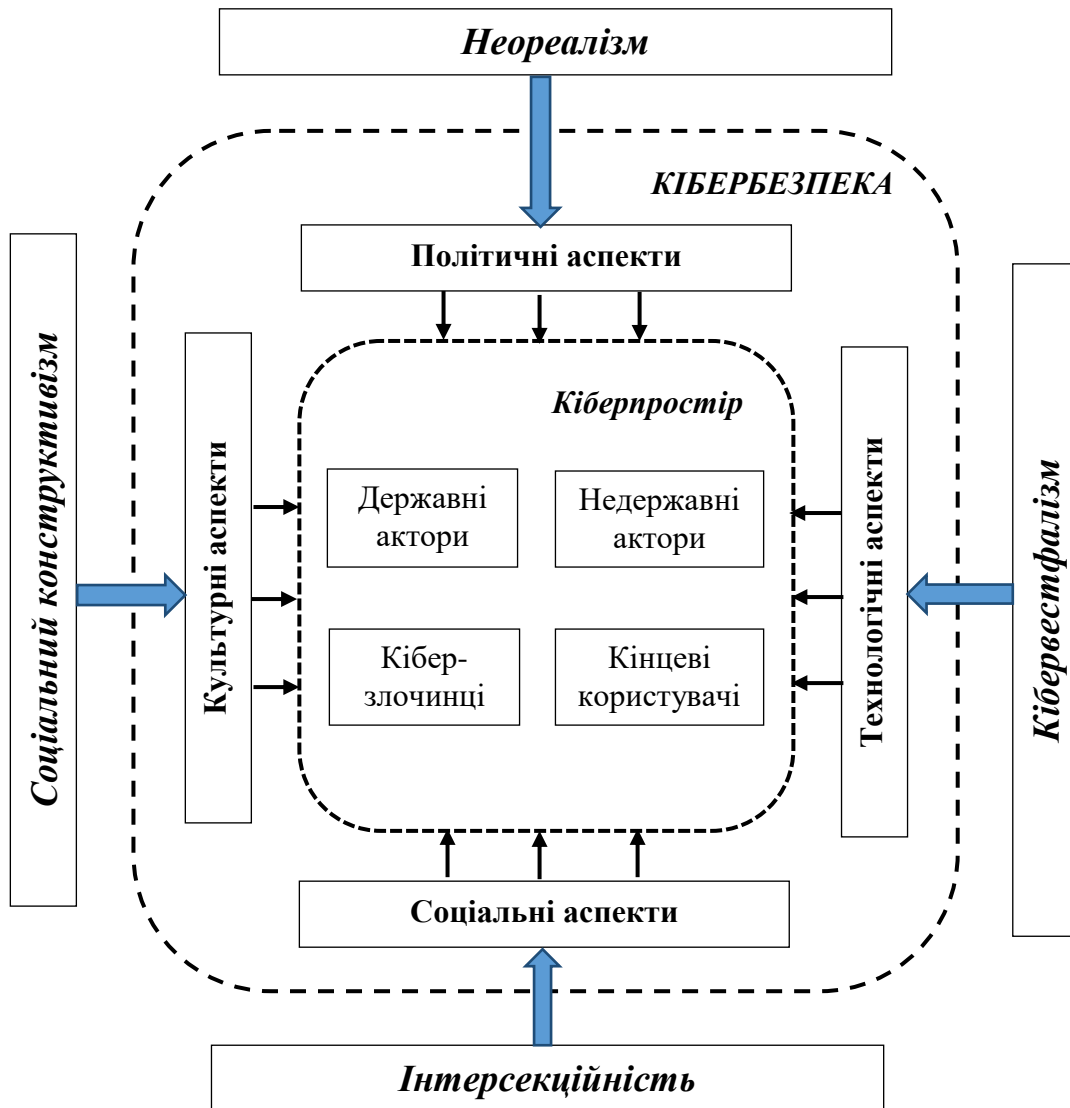 Неореалізм
КІБЕРБЕЗПЕКА
Політичні аспекти
Соціальний конструктивізм
Культурні аспекти
Кіберпростір
Державні
актори
Недержавні
актори
Кібер-
злочинці
Кінцеві
користувачі
Технологічні аспекти
Кібервестфалізм
Соціальні аспекти
Інтерсекційність